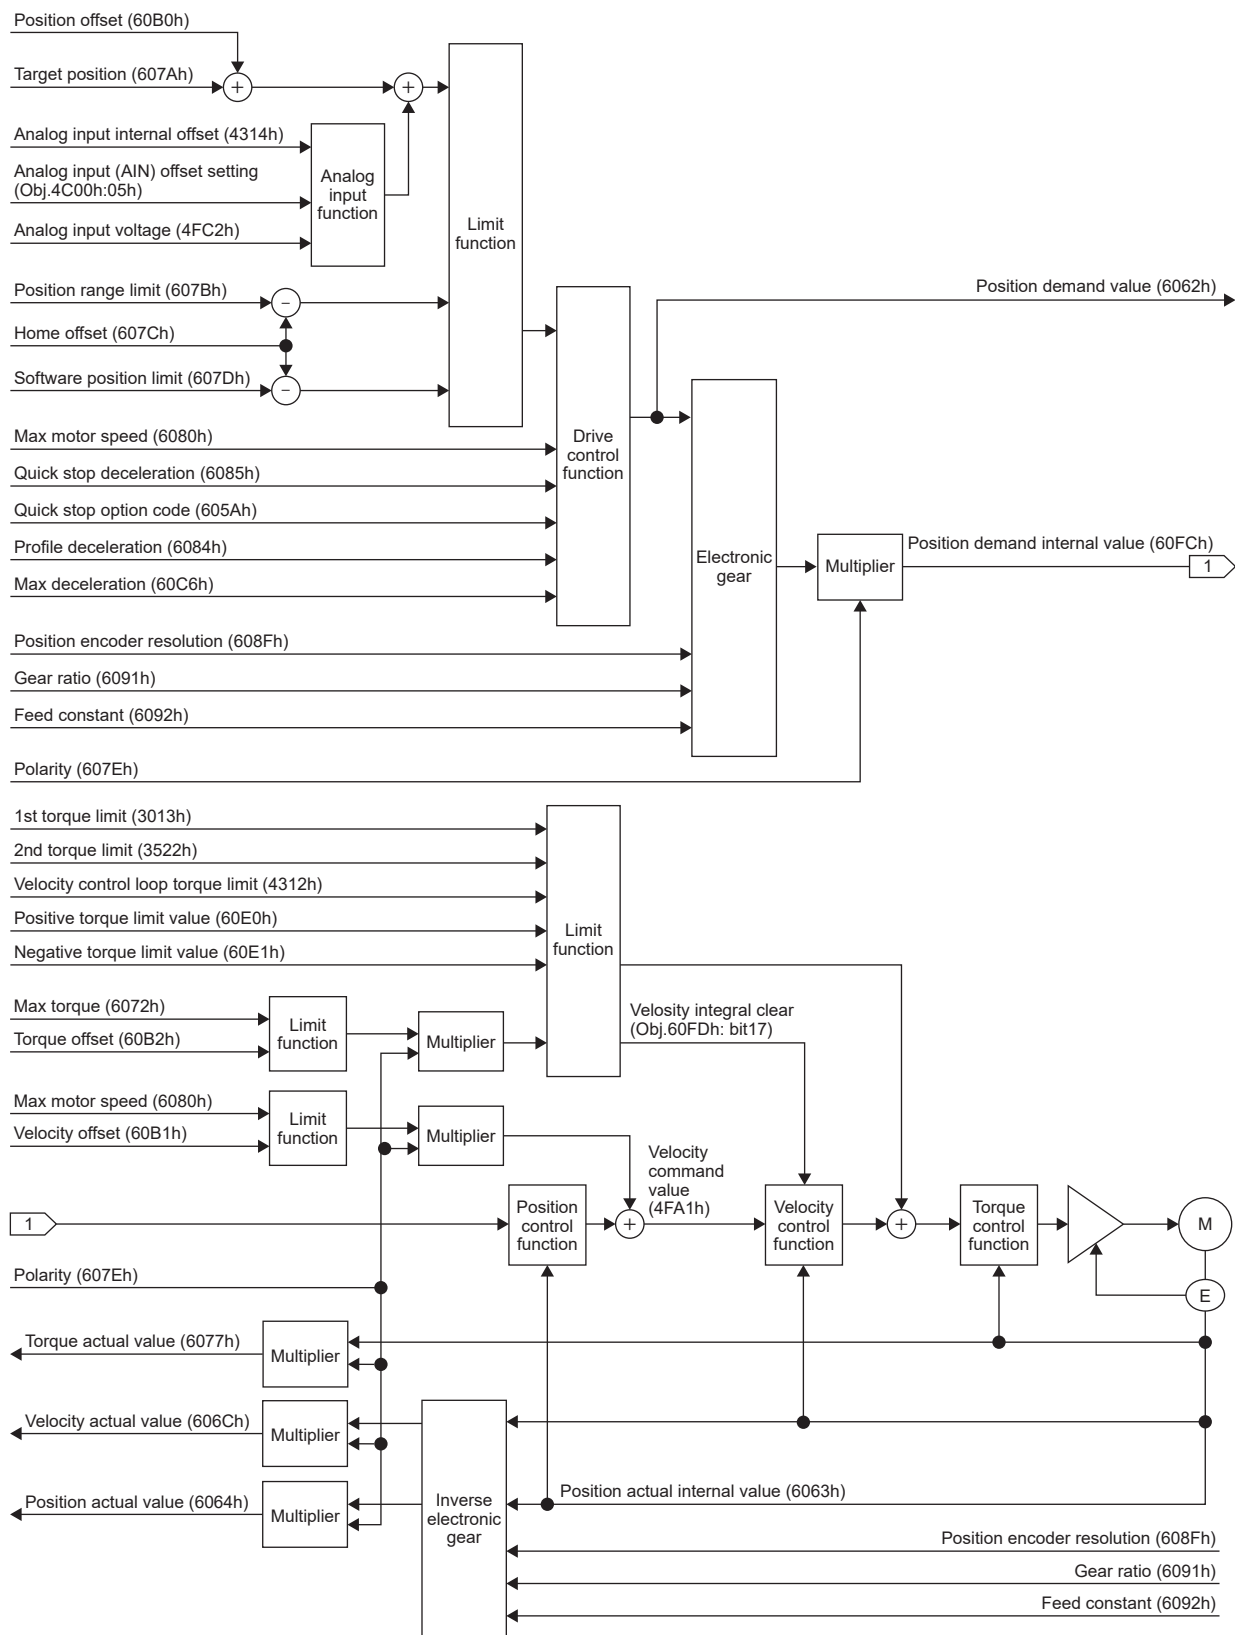 Position offset (60B0h)
Target position (607Ah)
+
+
Analog input internal offset (4314h)
Analog input (AIN) offset setting
(Obj.4C00h:05h)
Analog input voltage (4FC2h)
Analog
input
function
Limit
function
Position range limit (607Bh)
−
Home offset (607Ch)
Software position limit (607Dh)
−
Position demand value (6062h)
Max motor speed (6080h)
Quick stop deceleration (6085h)
Quick stop option code (605Ah)
Profile deceleration (6084h)
Max deceleration (60C6h)
Drive
control
function
Electronic
gear
Multiplier
Position demand internal value (60FCh)
1
Position encoder resolution (608Fh)
Gear ratio (6091h)
Feed constant (6092h)
Polarity (607Eh)
1st torque limit (3013h)
2nd torque limit (3522h)
Velocity control loop torque limit (4312h)
Positive torque limit value (60E0h)
Negative torque limit value (60E1h)
Limit
function
Max torque (6072h)
Torque offset (60B2h)
Limit
function
Multiplier
Velosity integral clear
(Obj.60FDh: bit17)
Max motor speed (6080h)
Velocity offset (60B1h)
Limit
function
Multiplier
Velocity
command
value
(4FA1h)
1
Position
control
function
+
Velocity
control
function
+
Torque
control
function
M
E
Polarity (607Eh)
Torque actual value (6077h)
Multiplier
Velocity actual value (606Ch)
Multiplier
Position actual value (6064h)
Multiplier
Inverse
electronic
gear
Position actual internal value (6063h)
Position encoder resolution (608Fh)
Gear ratio (6091h)
Feed constant (6092h)